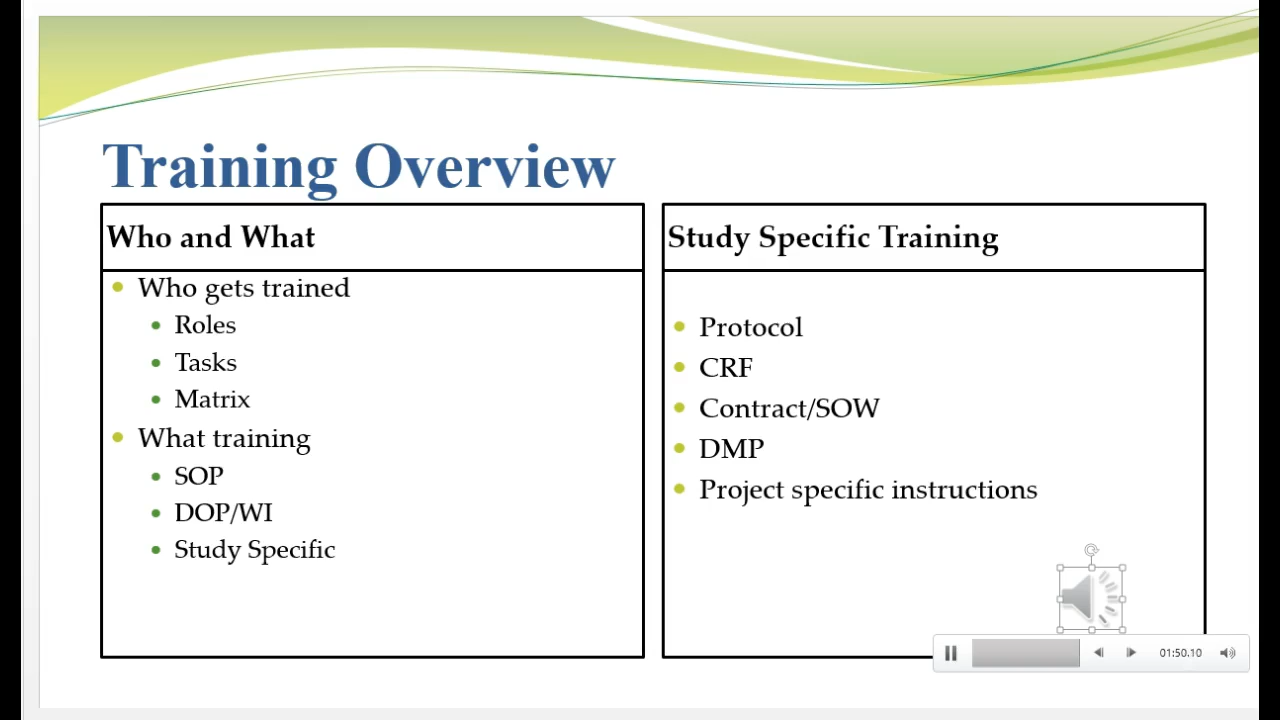 Training Overview
Who and What
Who gets trained
Roles
Tasks
Matrix
What training
SOP
DOP/WI
Study Specific
Study Specific Training
Protocol
CRF
Contract/SOW
DMP
Project specific instructions
01:50.10